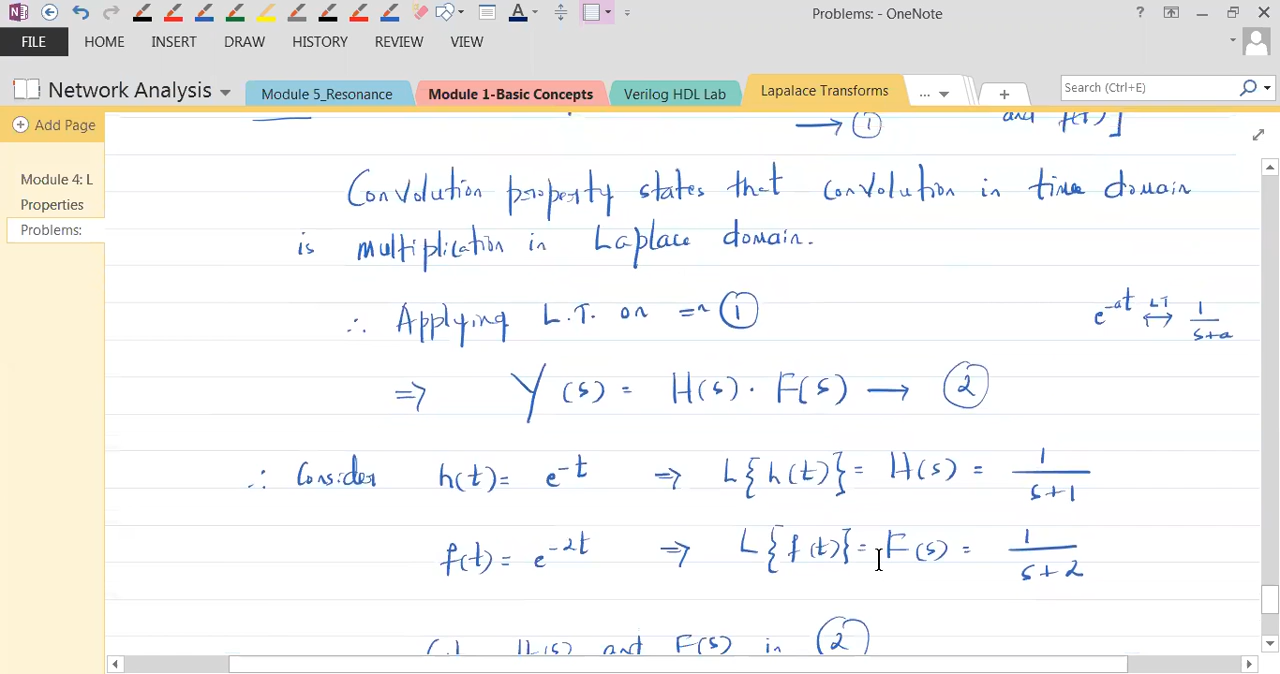 Problems: - OneNote
FILE HOME INSERT DRAW HISTORY REVIEW VIEW
Network Analysis Module 5_Resonance Module 1-Basic Concepts Verilog HDL Lab Lapalace Transforms ... Search (Ctrl+E)
Add Page
Module 4: L
Properties
Problems:
→ ① and f(t)]
Convolution property states that convolution in time domain
is multiplication in Laplace domain.
∴ Applying L.T. on =n ①
e^-at LT ↔ 1/(s+a)
⇒ Y(s) = H(s) · F(s) → ②
∴ Consider h(t) = e^-t ⇒ L{h(t)} = H(s) = 1/(s+1)
f(t) = e^-2t ⇒ L{f(t)} = F(s) = 1/(s+2)
H(s) and F(s) in ②